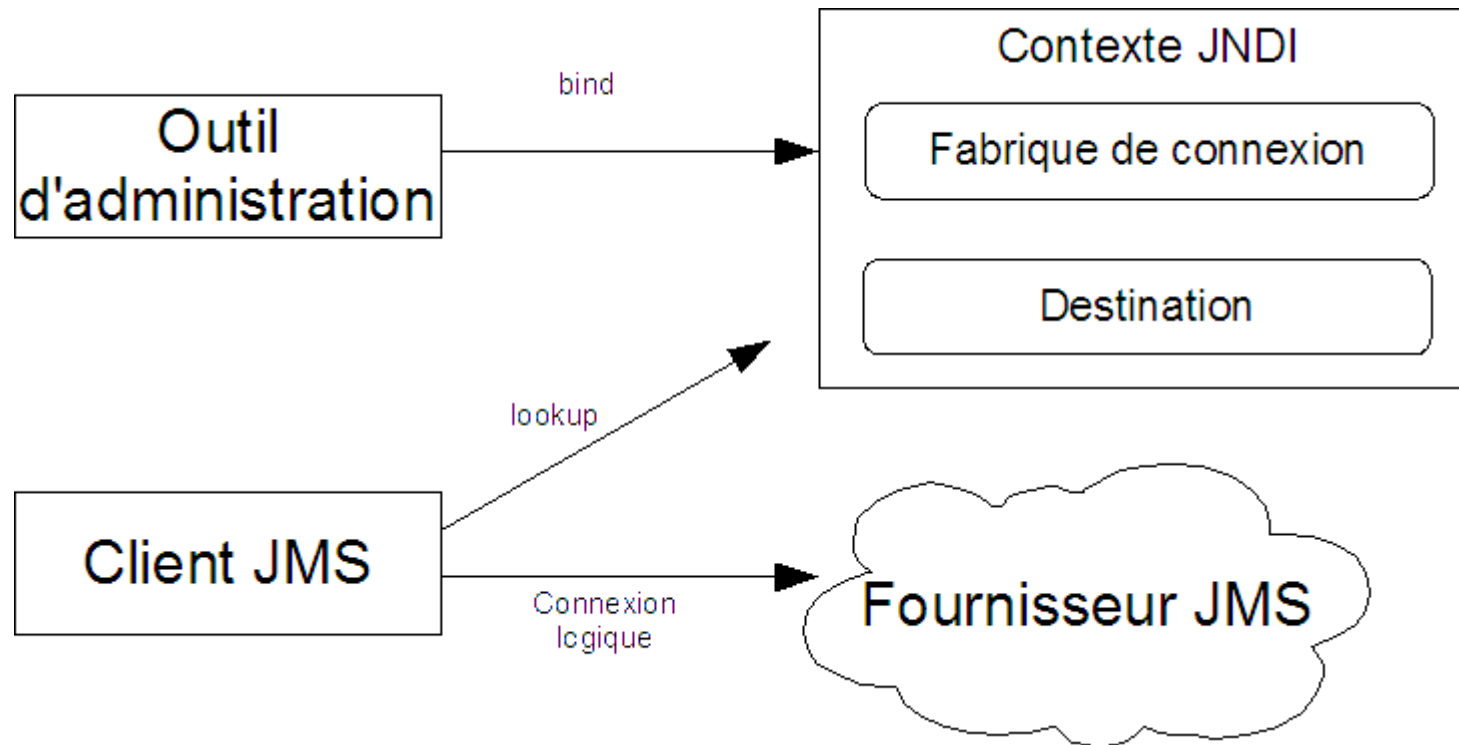 Contexte JNDI
bind
Outil
d'administration
Fabrique de connexion
Destination
lookup
Client JMS
Connexion
logique
Fournisseur JMS